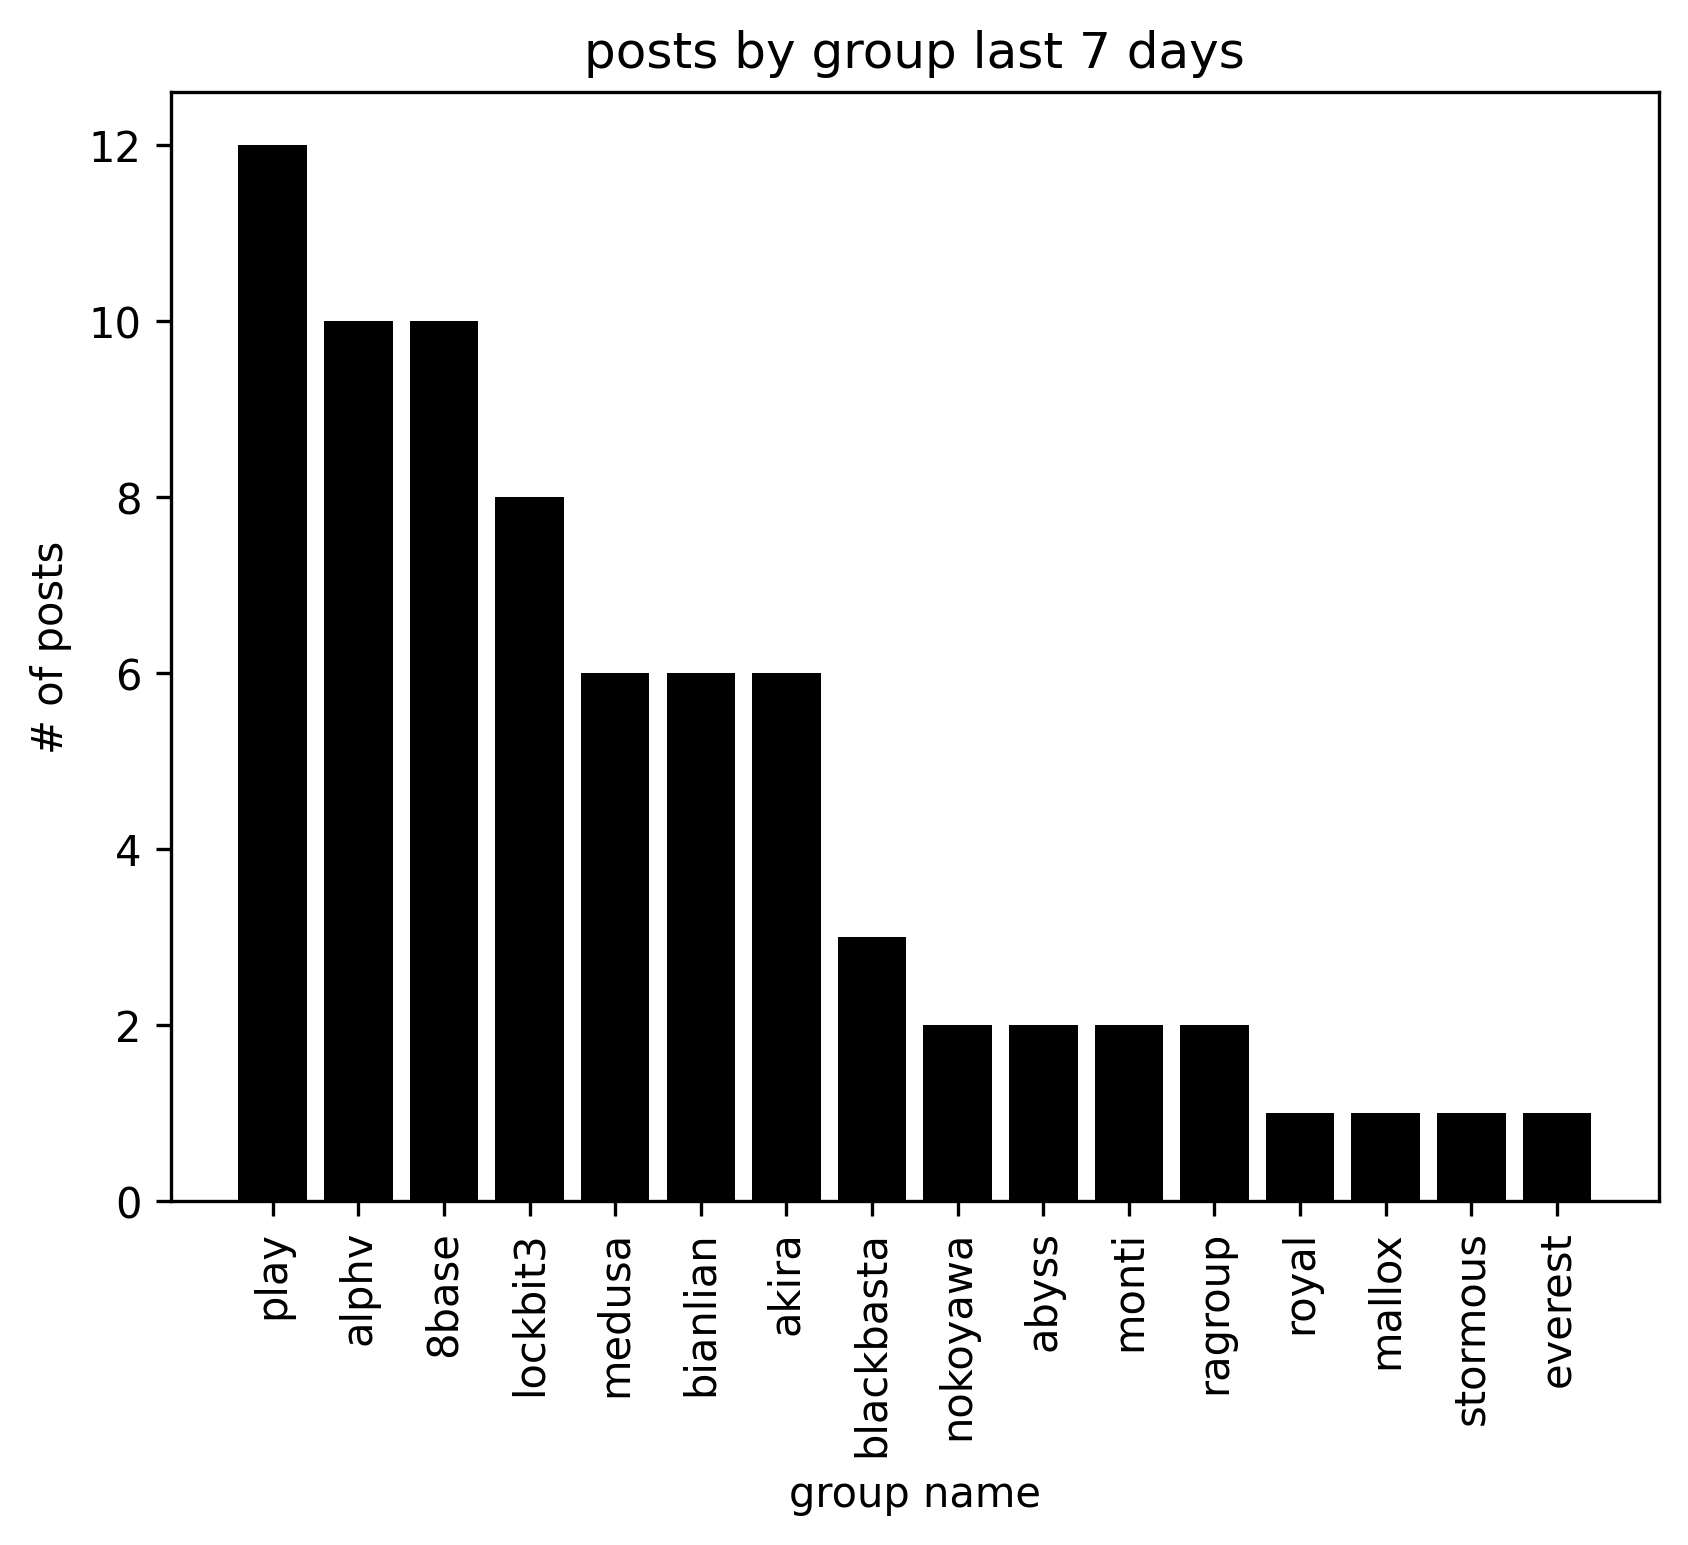 posts by group last 7 days
# of posts
12
10
8
6
4
2
0
play
alphv
8base
lockbit3
medusa
bianlian
akira
blackbasta
nokoyawa
abyss
monti
ragroup
royal
mallox
stormous
everest
group name